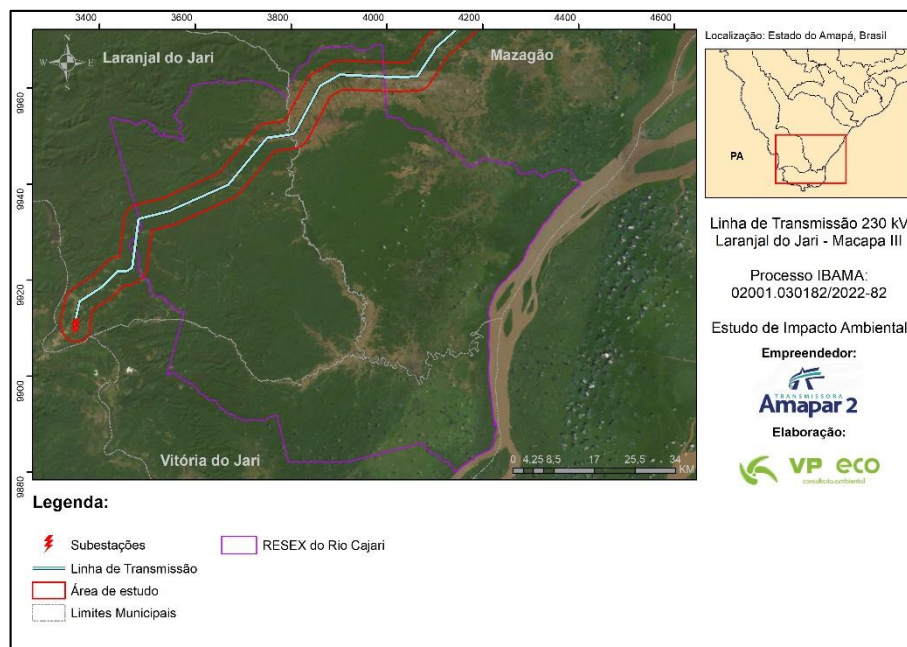 3400 3600 3800 4000 4200 4400 4600
9960
9940
9920
9900
9880
Laranjal do Jari
Mazagão
Vitória do Jari
N
W E
S
0 4,25 8,5 17 25,5 34
KM
Localização: Estado do Amapá, Brasil
PA
Linha de Transmissão 230 kV
Laranjal do Jari - Macapa III
Processo IBAMA:
02001.030182/2022-82
Estudo de Impacto Ambiental
Empreendedor:
TRANSMISSORA
Amapar 2
Elaboração:
VP eco
consultoria ambiental
Legenda:
Subestações
Linha de Transmissão
Área de estudo
Limites Municipais
RESEX do Rio Cajari